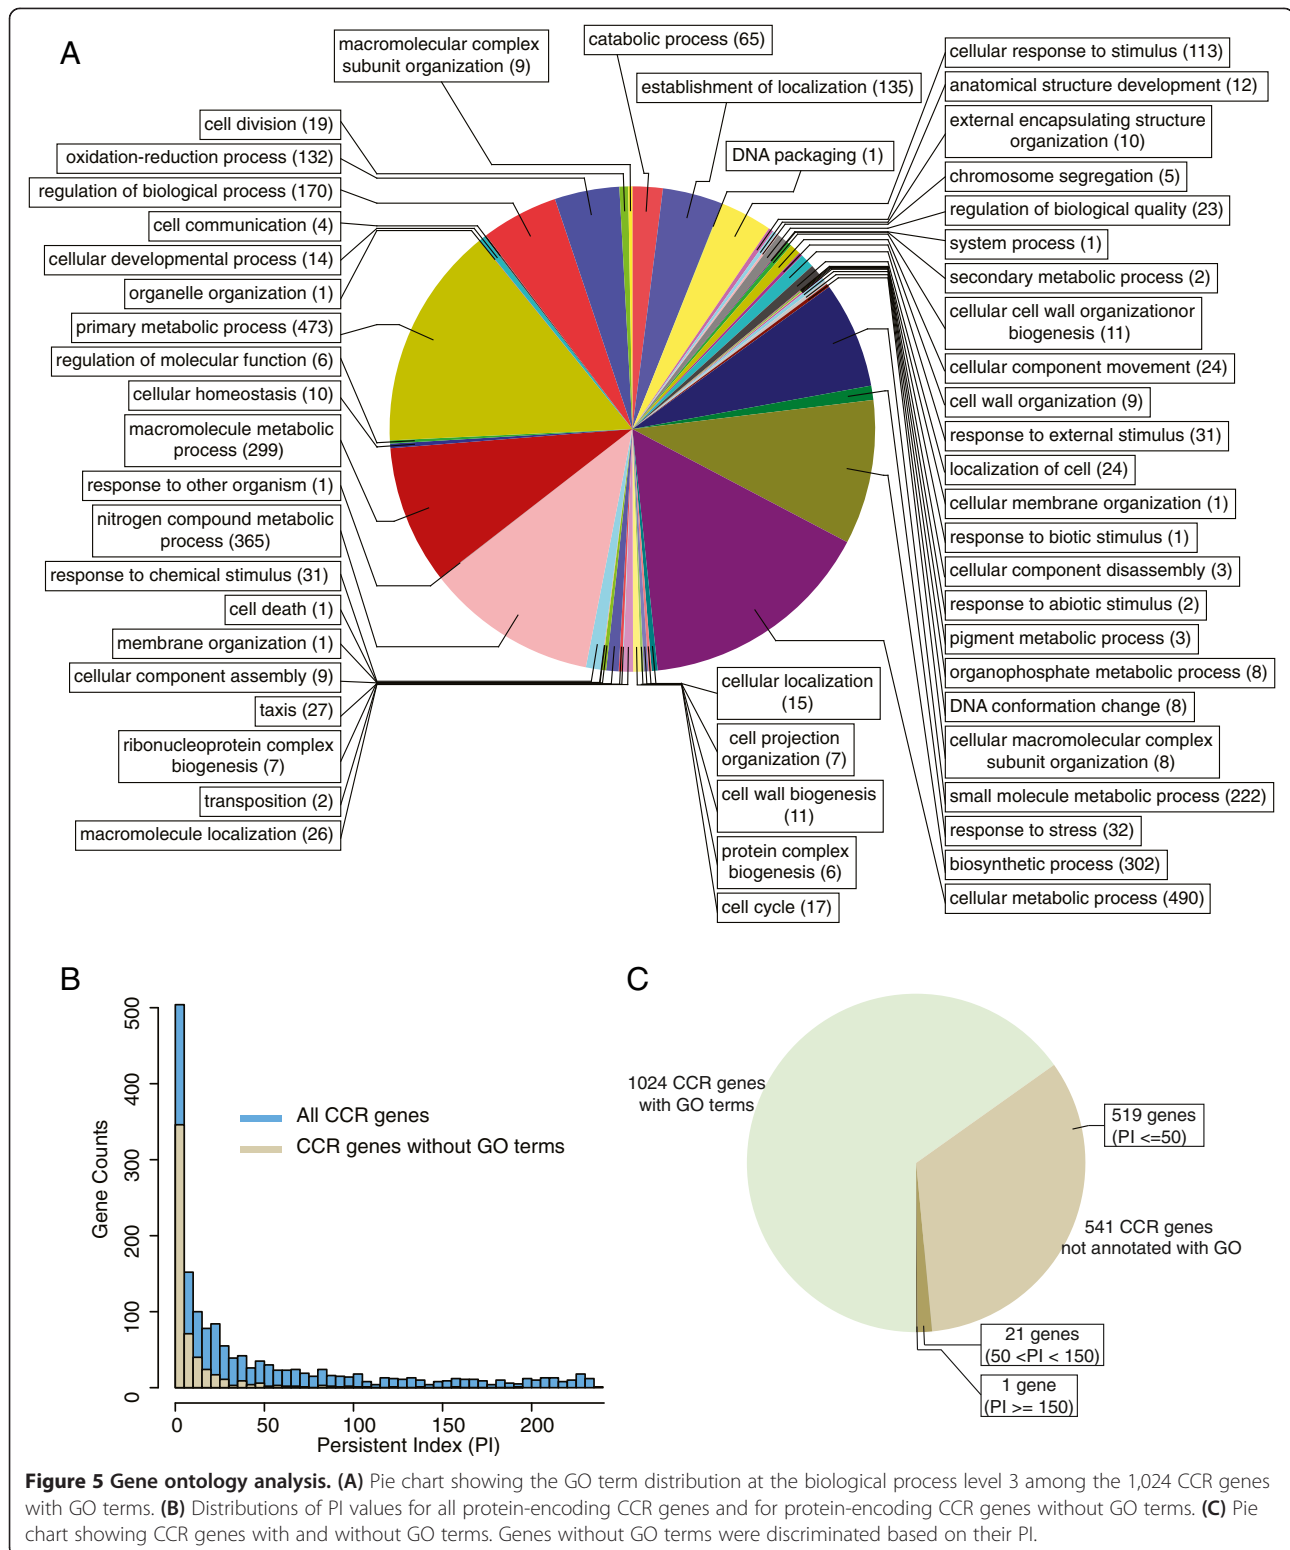 A
macromolecular complex
subunit organization (9)
catabolic process (65)
establishment of localization (135)
DNA packaging (1)
cell division (19)
oxidation-reduction process (132)
regulation of biological process (170)
cell communication (4)
cellular developmental process (14)
organelle organization (1)
primary metabolic process (473)
regulation of molecular function (6)
cellular homeostasis (10)
macromolecule metabolic
process (299)
response to other organism (1)
nitrogen compound metabolic
process (365)
response to chemical stimulus (31)
cell death (1)
membrane organization (1)
cellular component assembly (9)
taxis (27)
ribonucleoprotein complex
biogenesis (7)
transposition (2)
macromolecule localization (26)
cellular response to stimulus (113)
anatomical structure development (12)
external encapsulating structure
organization (10)
chromosome segregation (5)
regulation of biological quality (23)
system process (1)
secondary metabolic process (2)
cellular cell wall organizationor
biogenesis (11)
cellular component movement (24)
cell wall organization (9)
response to external stimulus (31)
localization of cell (24)
cellular membrane organization (1)
response to biotic stimulus (1)
cellular component disassembly (3)
response to abiotic stimulus (2)
pigment metabolic process (3)
organophosphate metabolic process (8)
DNA conformation change (8)
cellular macromolecular complex
subunit organization (8)
small molecule metabolic process (222)
response to stress (32)
biosynthetic process (302)
cellular metabolic process (490)
cellular localization
(15)
cell projection
organization (7)
cell wall biogenesis
(11)
protein complex
biogenesis (6)
cell cycle (17)
B
Gene Counts
500
400
300
200
100
0
All CCR genes
CCR genes without GO terms
0 50 100 150 200
Persistent Index (PI)
C
1024 CCR genes
with GO terms
519 genes
(PI <=50)
541 CCR genes
not annotated with GO
21 genes
(50 <PI < 150)
1 gene
(PI >= 150)
Figure 5 Gene ontology analysis. (A) Pie chart showing the GO term distribution at the biological process level 3 among the 1,024 CCR genes
with GO terms. (B) Distributions of PI values for all protein-encoding CCR genes and for protein-encoding CCR genes without GO terms. (C) Pie
chart showing CCR genes with and without GO terms. Genes without GO terms were discriminated based on their PI.